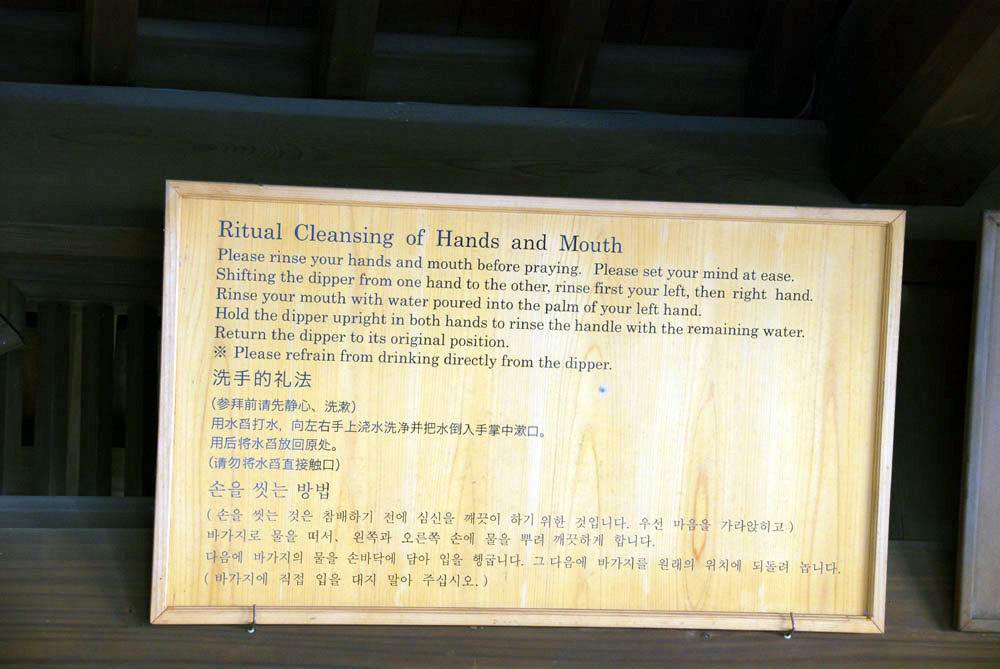 Ritual Cleansing of Hands and Mouth
Please rinse your hands and mouth before praying. Please set your mind at ease.
Shifting the dipper from one hand to the other, rinse first your left, then right hand.
Rinse your mouth with water poured into the palm of your left hand.
Hold the dipper upright in both hands to rinse the handle with the remaining water.
Return the dipper to its original position.
※ Please refrain from drinking directly from the dipper.
洗手的礼法
(参拜前请先静心、洗漱)
用水舀打水，向左右手上浇水洗净并把水倒入手掌中漱口。
用后将水舀放回原处。
(请勿将水舀直接触口)
손을 씻는 방법
( 손을 씻는 것은 참배하기 전에 심신을 깨끗이 하기 위한 것입니다. 우선 마음을 가라앉히고 )
바가지로 물을 떠서、 왼쪽과 오른쪽 손에 물을 뿌려 깨끗하게 합니다.
다음에 바가지의 물을 손바닥에 담아 입을 헹굽니다. 그 다음에 바가지를 원래의 위치에 되돌려 놉니다.
( 바가지에 직접 입을 대지 말아 주십시오. )